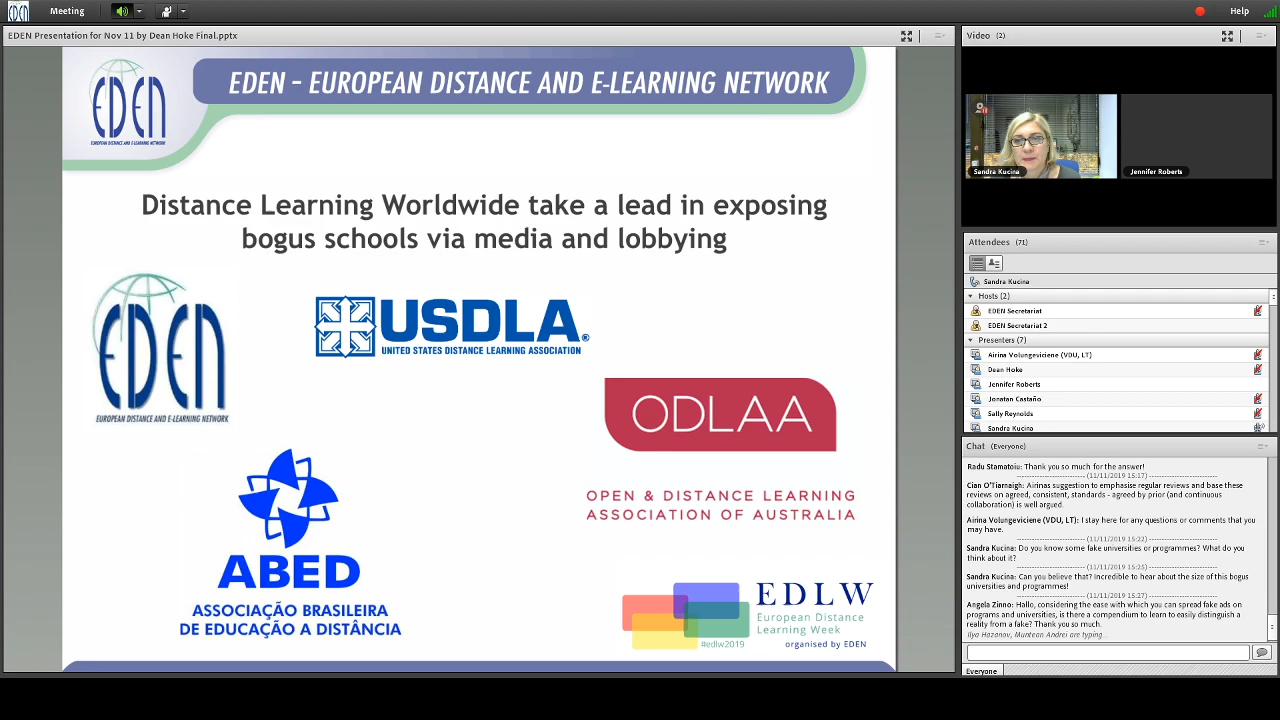 Meeting
Help
EDEN Presentation for Nov 11 by Dean Hoke Final.pptx
EDEN
EUROPEAN DISTANCE AND E-LEARNING NETWORK
EDEN - EUROPEAN DISTANCE AND E-LEARNING NETWORK
Distance Learning Worldwide take a lead in exposing
bogus schools via media and lobbying
EDEN
EUROPEAN DISTANCE AND E-LEARNING NETWORK
USDLA®
UNITED STATES DISTANCE LEARNING ASSOCIATION
ODLAA
OPEN & DISTANCE LEARNING
ASSOCIATION OF AUSTRALIA
ABED
ASSOCIAÇÃO BRASILEIRA
DE EDUCAÇÃO A DISTÂNCIA
EDLW
European Distance
Learning Week
#edlw2019
organised by EDEN
Video (2)
Sandra Kucina
Jennifer Roberts
Attendees (71)
Sandra Kucina
Hosts (2)
EDEN Secretariat
EDEN Secretariat 2
Presenters (7)
Airina Volungeviciene (VDU, LT)
Dean Hoke
Jennifer Roberts
Jonatan Castaño
Sally Reynolds
Sandra Kucina
Chat (Everyone)
Radu Stamatoiu: Thank you so much for the answer!
(11/11/2019 15:17)
Cian O'Tiarnaigh: Airinas suggestion to emphasise regular reviews and base these
reviews on agreed, consistent, standards - agreed by prior (and continuous
collaboration) is well argued.
Airina Volungeviciene (VDU, LT): I stay here for any questions or comments that you
may have.
(11/11/2019 15:22)
Sandra Kucina: Do you know some fake universities or programmes? What do you
think about it?
(11/11/2019 15:25)
Sandra Kucina: Can you believe that? Incredible to hear about the size of this bogus
universities and programmes!
(11/11/2019 15:27)
Angela Zinno: Hallo, considering the ease with which you can spread fake ads on
programs and universities, is there a compendium to learn to easily distinguish a
reality from a fake? Thank you so much.
Ilya Hazanov, Muntean Andrei are typing...
Everyone